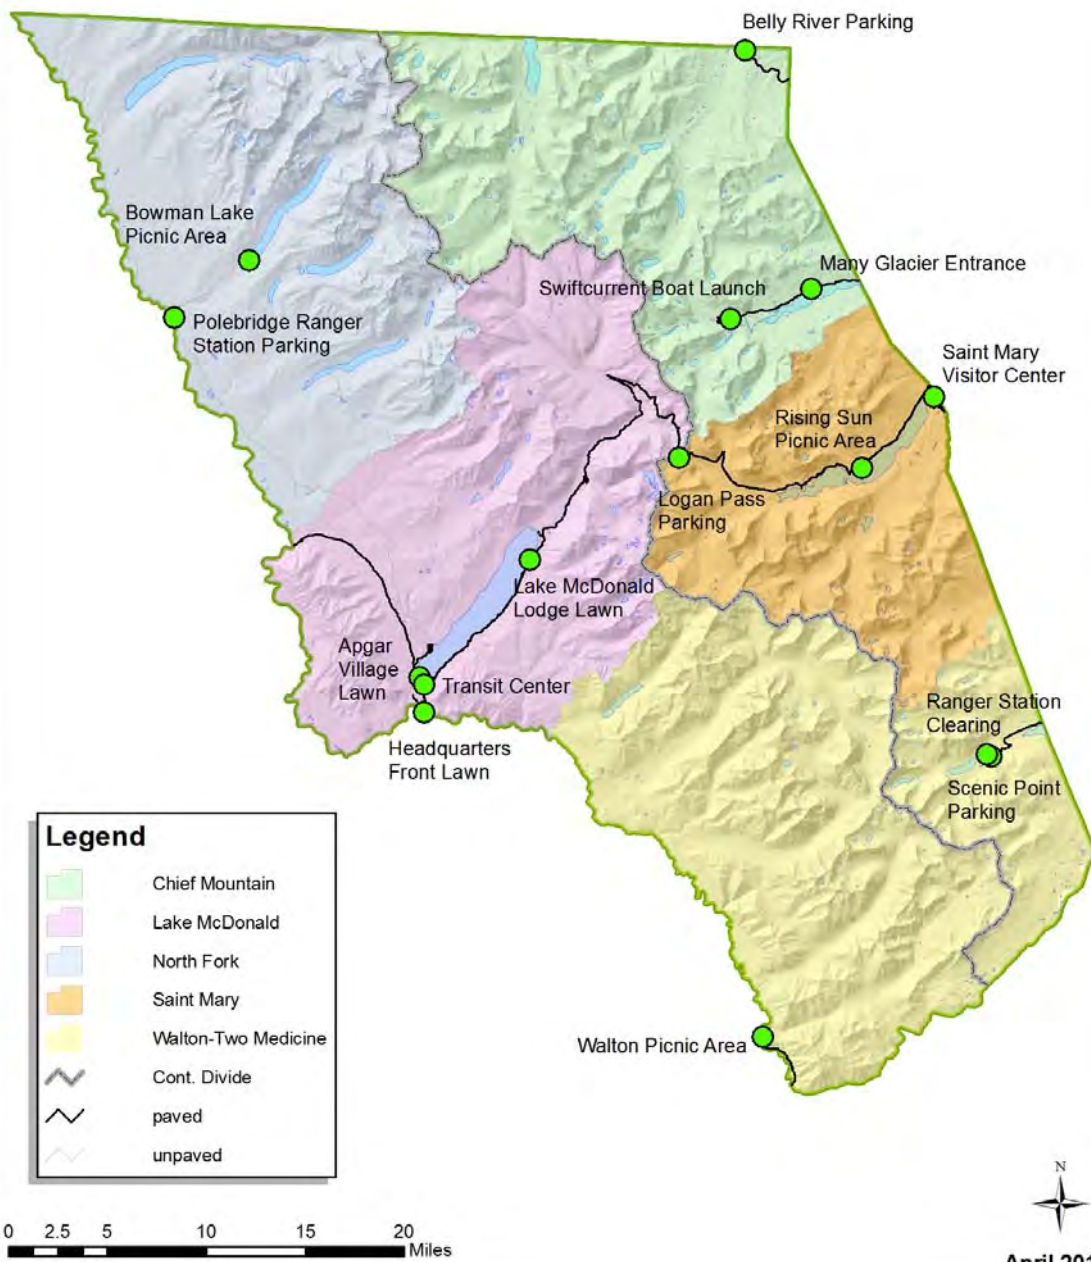 Belly River Parking
Bowman Lake
Picnic Area
Many Glacier Entrance
Swiftcurrent Boat Launch
Polebridge Ranger
Station Parking
Saint Mary
Visitor Center
Rising Sun
Picnic Area
Logan Pass
Parking
Lake McDonald
Lodge Lawn
Apgar
Village
Lawn
Transit Center
Ranger Station
Clearing
Headquarters
Front Lawn
Scenic Point
Parking
Legend
Chief Mountain
Lake McDonald
North Fork
Saint Mary
Walton-Two Medicine
Cont. Divide
paved
unpaved
Walton Picnic Area
N
0 2.5 5 10 15 20
Miles
April